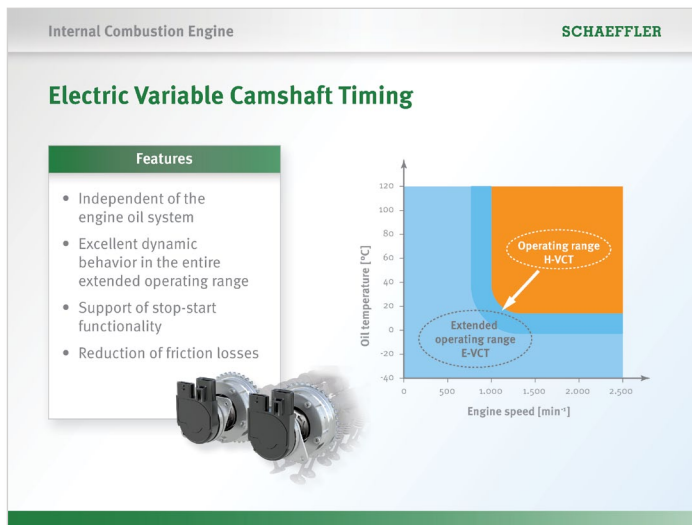 Internal Combustion Engine
SCHAEFFLER
Electric Variable Camshaft Timing
Features
• Independent of the
engine oil system
• Excellent dynamic
behavior in the entire
extended operating range
• Support of stop-start
functionality
• Reduction of friction losses
Oil temperature [°C]
120
100
80
60
40
20
0
-20
-40
Operating range
H-VCT
Extended
operating range
E-VCT
0
500
1.000
1.500
2.000
2.500
Engine speed [min⁻¹]